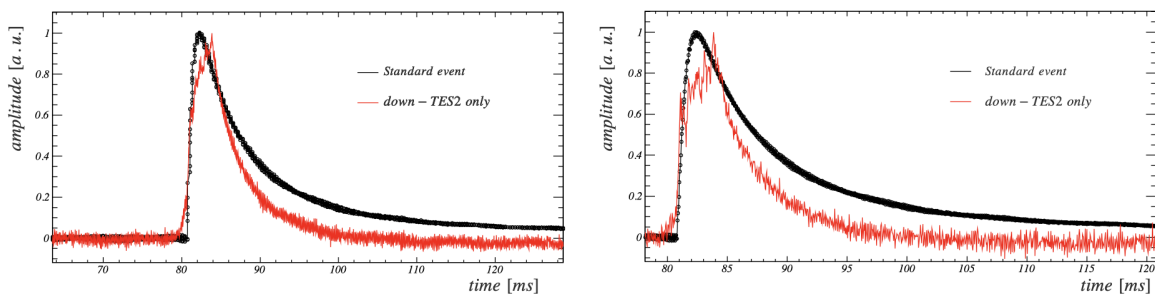 amplitude [a. u.]
1
0.8
0.6
0.4
0.2
0
Standard event
down – TES2 only
70 80 90 100 110 120
time [ms]
amplitude [a. u.]
1
0.8
0.6
0.4
0.2
0
Standard event
down – TES2 only
80 85 90 95 100 105 110 115 120
time [ms]